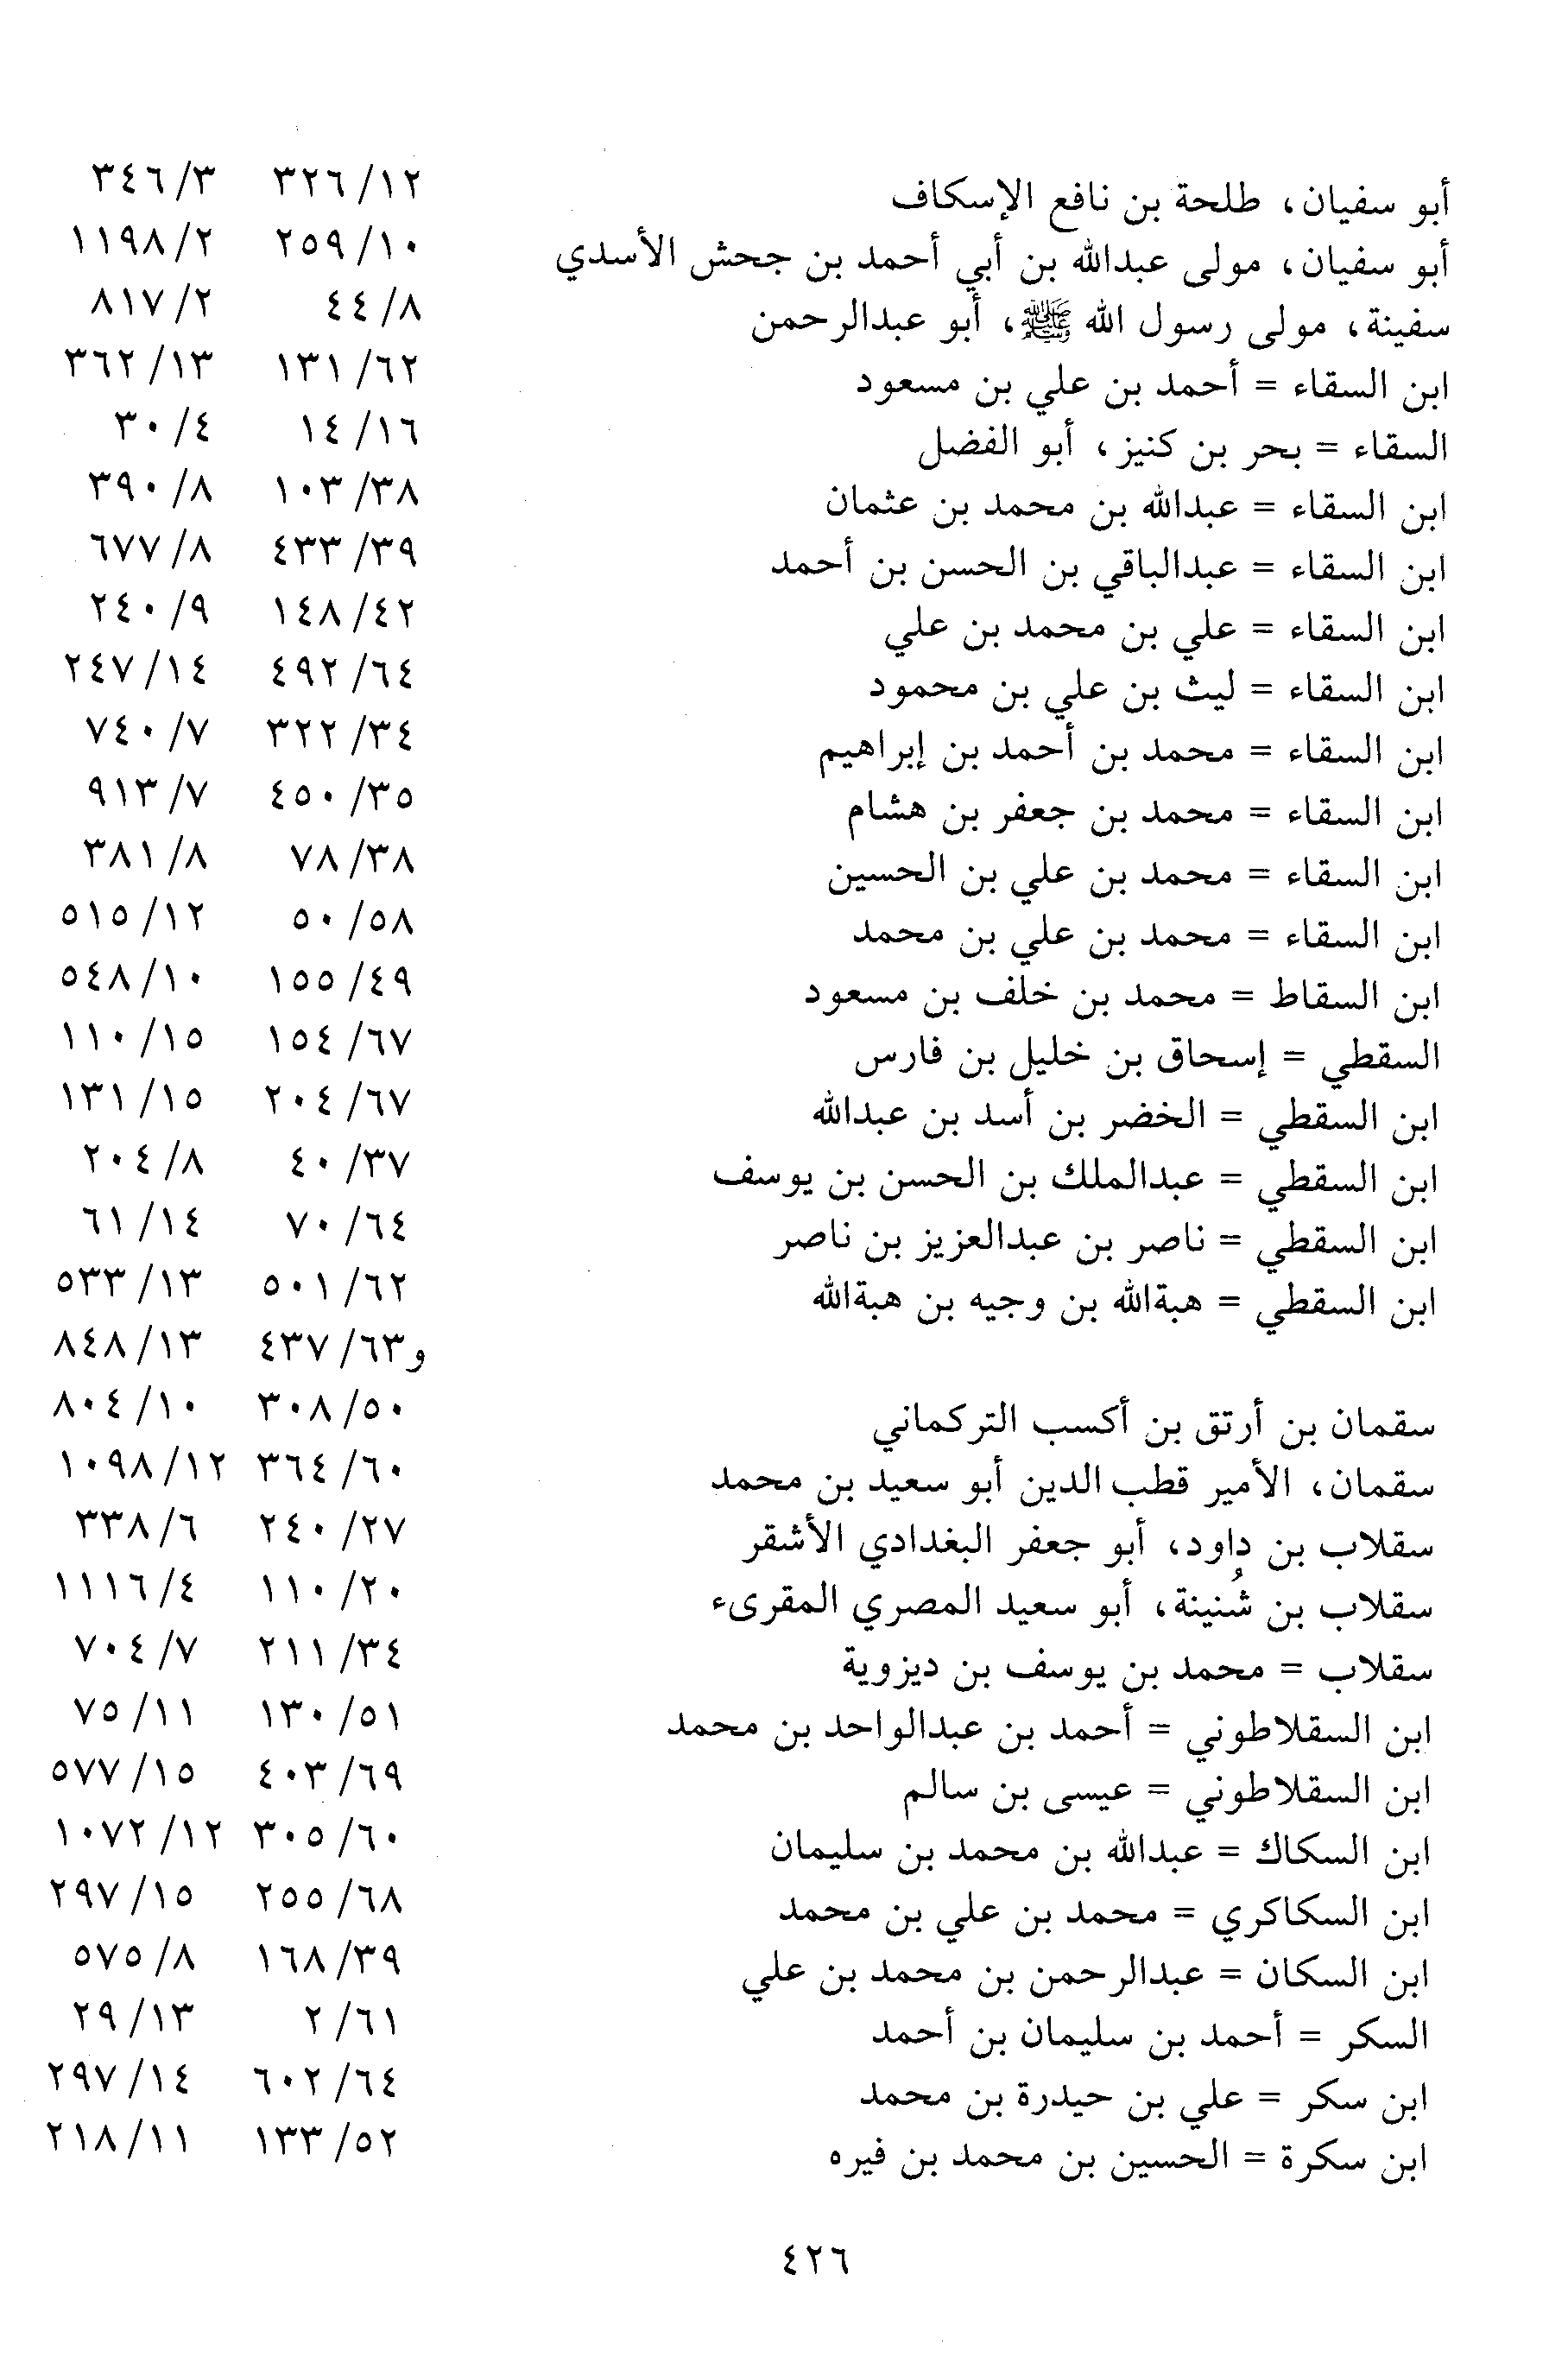 أبو سفيان، طلحة بن نافع الإسكاف ٣٢٦/١٢ ٣٤٦/٣
أبو سفيان، مولى عبدالله بن أبي أحمد بن جحش الأسدي ٢٥٩/١٠ ١١٩٨/٢
سفينة، مولى رسول الله ﷺ، أبو عبدالرحمن ٤٤/٨ ٨١٧/٢
ابن السقاء = أحمد بن علي بن مسعود ١٣١/٦٢ ٣٦٢/١٣
السقاء = بحر بن كنيز، أبو الفضل ١٤/١٦ ٣٠/٤
ابن السقاء = عبدالله بن محمد بن عثمان ١٠٣/٣٨ ٣٩٠/٨
ابن السقاء = عبدالباقي بن الحسن بن أحمد ٤٣٣/٣٩ ٦٧٧/٨
ابن السقاء = علي بن محمد بن علي ١٤٨/٤٢ ٢٤٠/٩
ابن السقاء = ليث بن علي بن محمود ٤٩٢/٦٤ ٢٤٧/١٤
ابن السقاء = محمد بن أحمد بن إبراهيم ٣٢٢/٣٤ ٧٤٠/٧
ابن السقاء = محمد بن جعفر بن هشام ٤٥٠/٣٥ ٩١٣/٧
ابن السقاء = محمد بن علي بن الحسين ٧٨/٣٨ ٣٨١/٨
ابن السقاء = محمد بن علي بن محمد ٥٠/٥٨ ٥١٥/١٢
ابن السقاط = محمد بن خلف بن مسعود ١٥٥/٤٩ ٥٤٨/١٠
السقطي = إسحاق بن خليل بن فارس ١٥٤/٦٧ ١١٠/١٥
ابن السقطي = الخضر بن أسد بن عبدالله ٢٠٤/٦٧ ١٣١/١٥
ابن السقطي = عبدالملك بن الحسن بن يوسف ٤٠/٣٧ ٢٠٤/٨
ابن السقطي = ناصر بن عبدالعزيز بن ناصر ٧٠/٦٤ ٦١/١٤
ابن السقطي = هبةالله بن وجيه بن هبةالله ٥٠١/٦٢ ٥٣٣/١٣
و٤٣٧/٦٣ ٨٤٨/١٣
سقمان بن أرتق بن أكسب التركماني ٣٠٨/٥٠ ٨٠٤/١٠
سقمان، الأمير قطب الدين أبو سعيد بن محمد ٣٦٤/٦٠ ١٠٩٨/١٢
سقلاب بن داود، أبو جعفر البغدادي الأشقر ٢٤٠/٢٧ ٣٣٨/٦
سقلاب بن شُنينة، أبو سعيد المصري المقرىء ١١٠/٢٠ ١١١٦/٤
سقلاب = محمد بن يوسف بن ديزوية ٢١١/٣٤ ٧٠٤/٧
ابن السقلاطوني = أحمد بن عبدالواحد بن محمد ١٣٠/٥١ ٧٥/١١
ابن السقلاطوني = عيسى بن سالم ٤٠٣/٦٩ ٥٧٧/١٥
ابن السكاك = عبدالله بن محمد بن سليمان ٣٠٥/٦٠ ١٠٧٢/١٢
ابن السكاكري = محمد بن علي بن محمد ٢٥٥/٦٨ ٢٩٧/١٥
ابن السكان = عبدالرحمن بن محمد بن علي ١٦٨/٣٩ ٥٧٥/٨
السكر = أحمد بن سليمان بن أحمد ٢/٦١ ٢٩/١٣
ابن سكر = علي بن حيدرة بن محمد ٦٠٢/٦٤ ٢٩٧/١٤
ابن سكرة = الحسين بن محمد بن فيره ١٣٣/٥٢ ٢١٨/١١
٤٢٦